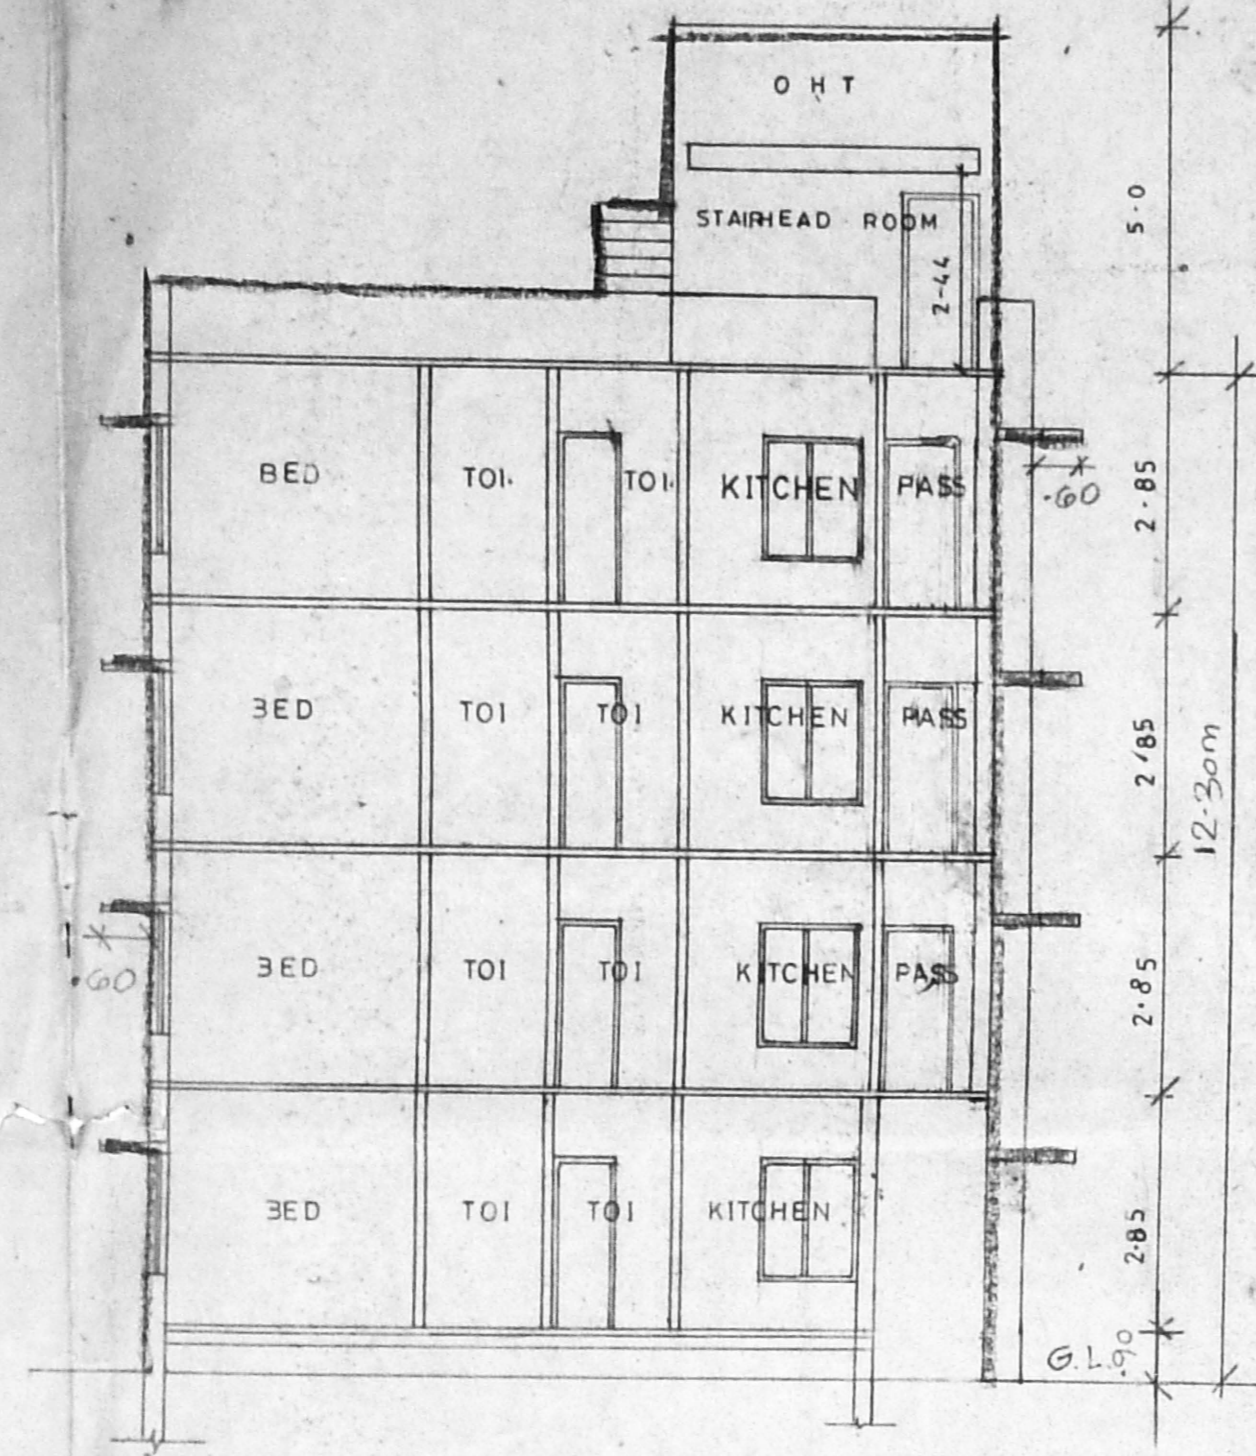 O H T
STAIRHEAD ROOM
5.0
2-44
BED TOI. TOI. KITCHEN PASS
.60
2.85
BED TOI TOI KITCHEN PASS
2.85
12.30m
BED TOI TOI KITCHEN PASS
.60
2.85
BED TOI TOI KITCHEN
2.85
G.L. .90